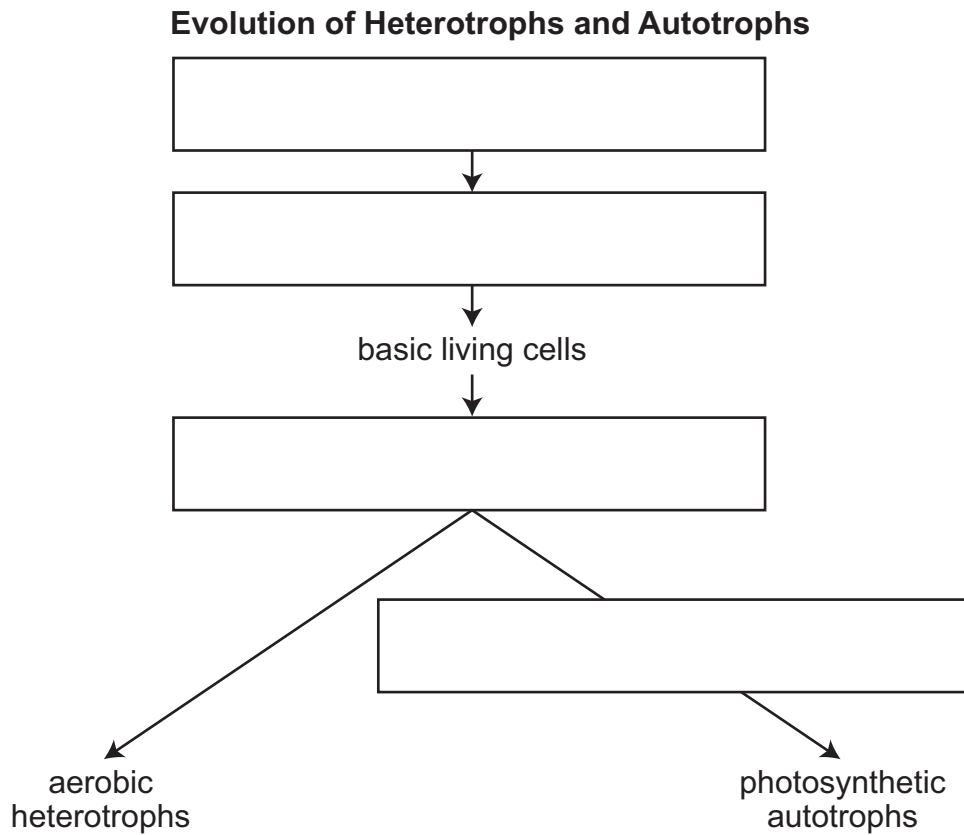 Evolution of Heterotrophs and Autotrophs
basic living cells
aerobic
heterotrophs
photosynthetic
autotrophs